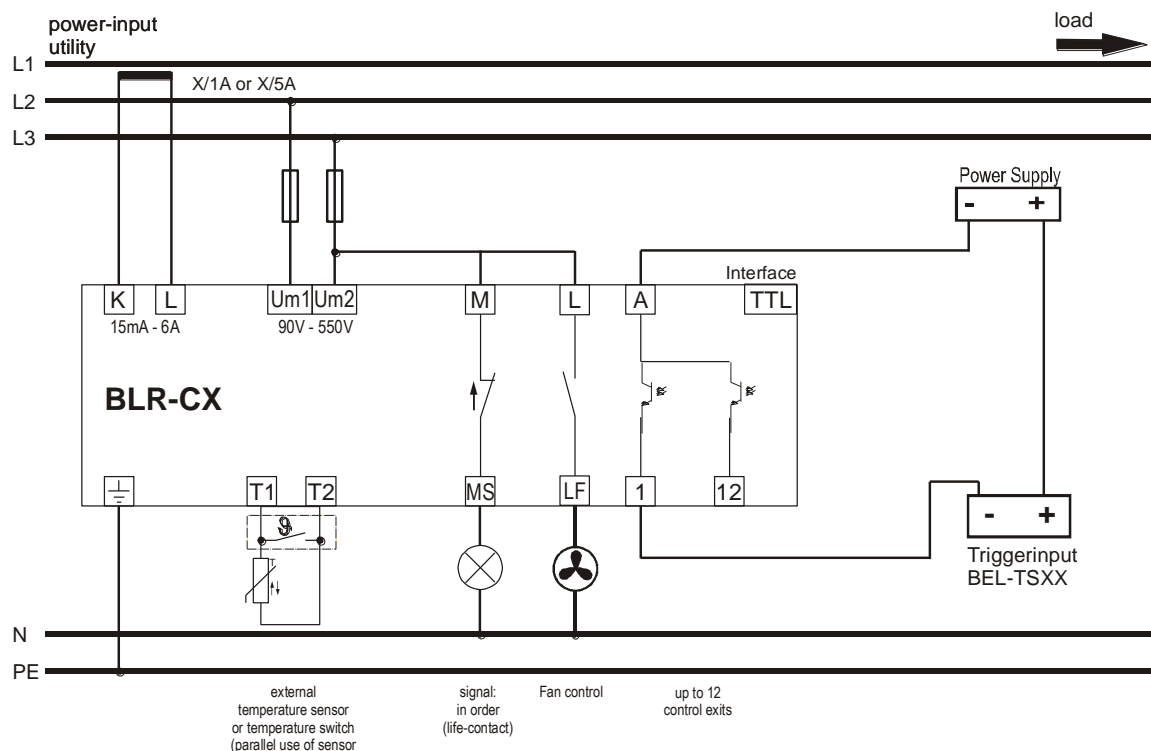 power-input
utility
load
L1
X/1A or X/5A
L2
L3
Power Supply
- +
Interface
K L Um1 Um2 M L A TTL
15mA - 6A 90V - 550V
BLR-CX
T1 T2 MS LF 1 12
- +
Triggerinput
BEL-TSXX
T
N
PE
external
temperature sensor
or temperature switch
(parallel use of sensor
signal:
in order
(life-contact)
Fan control
up to 12
control exits